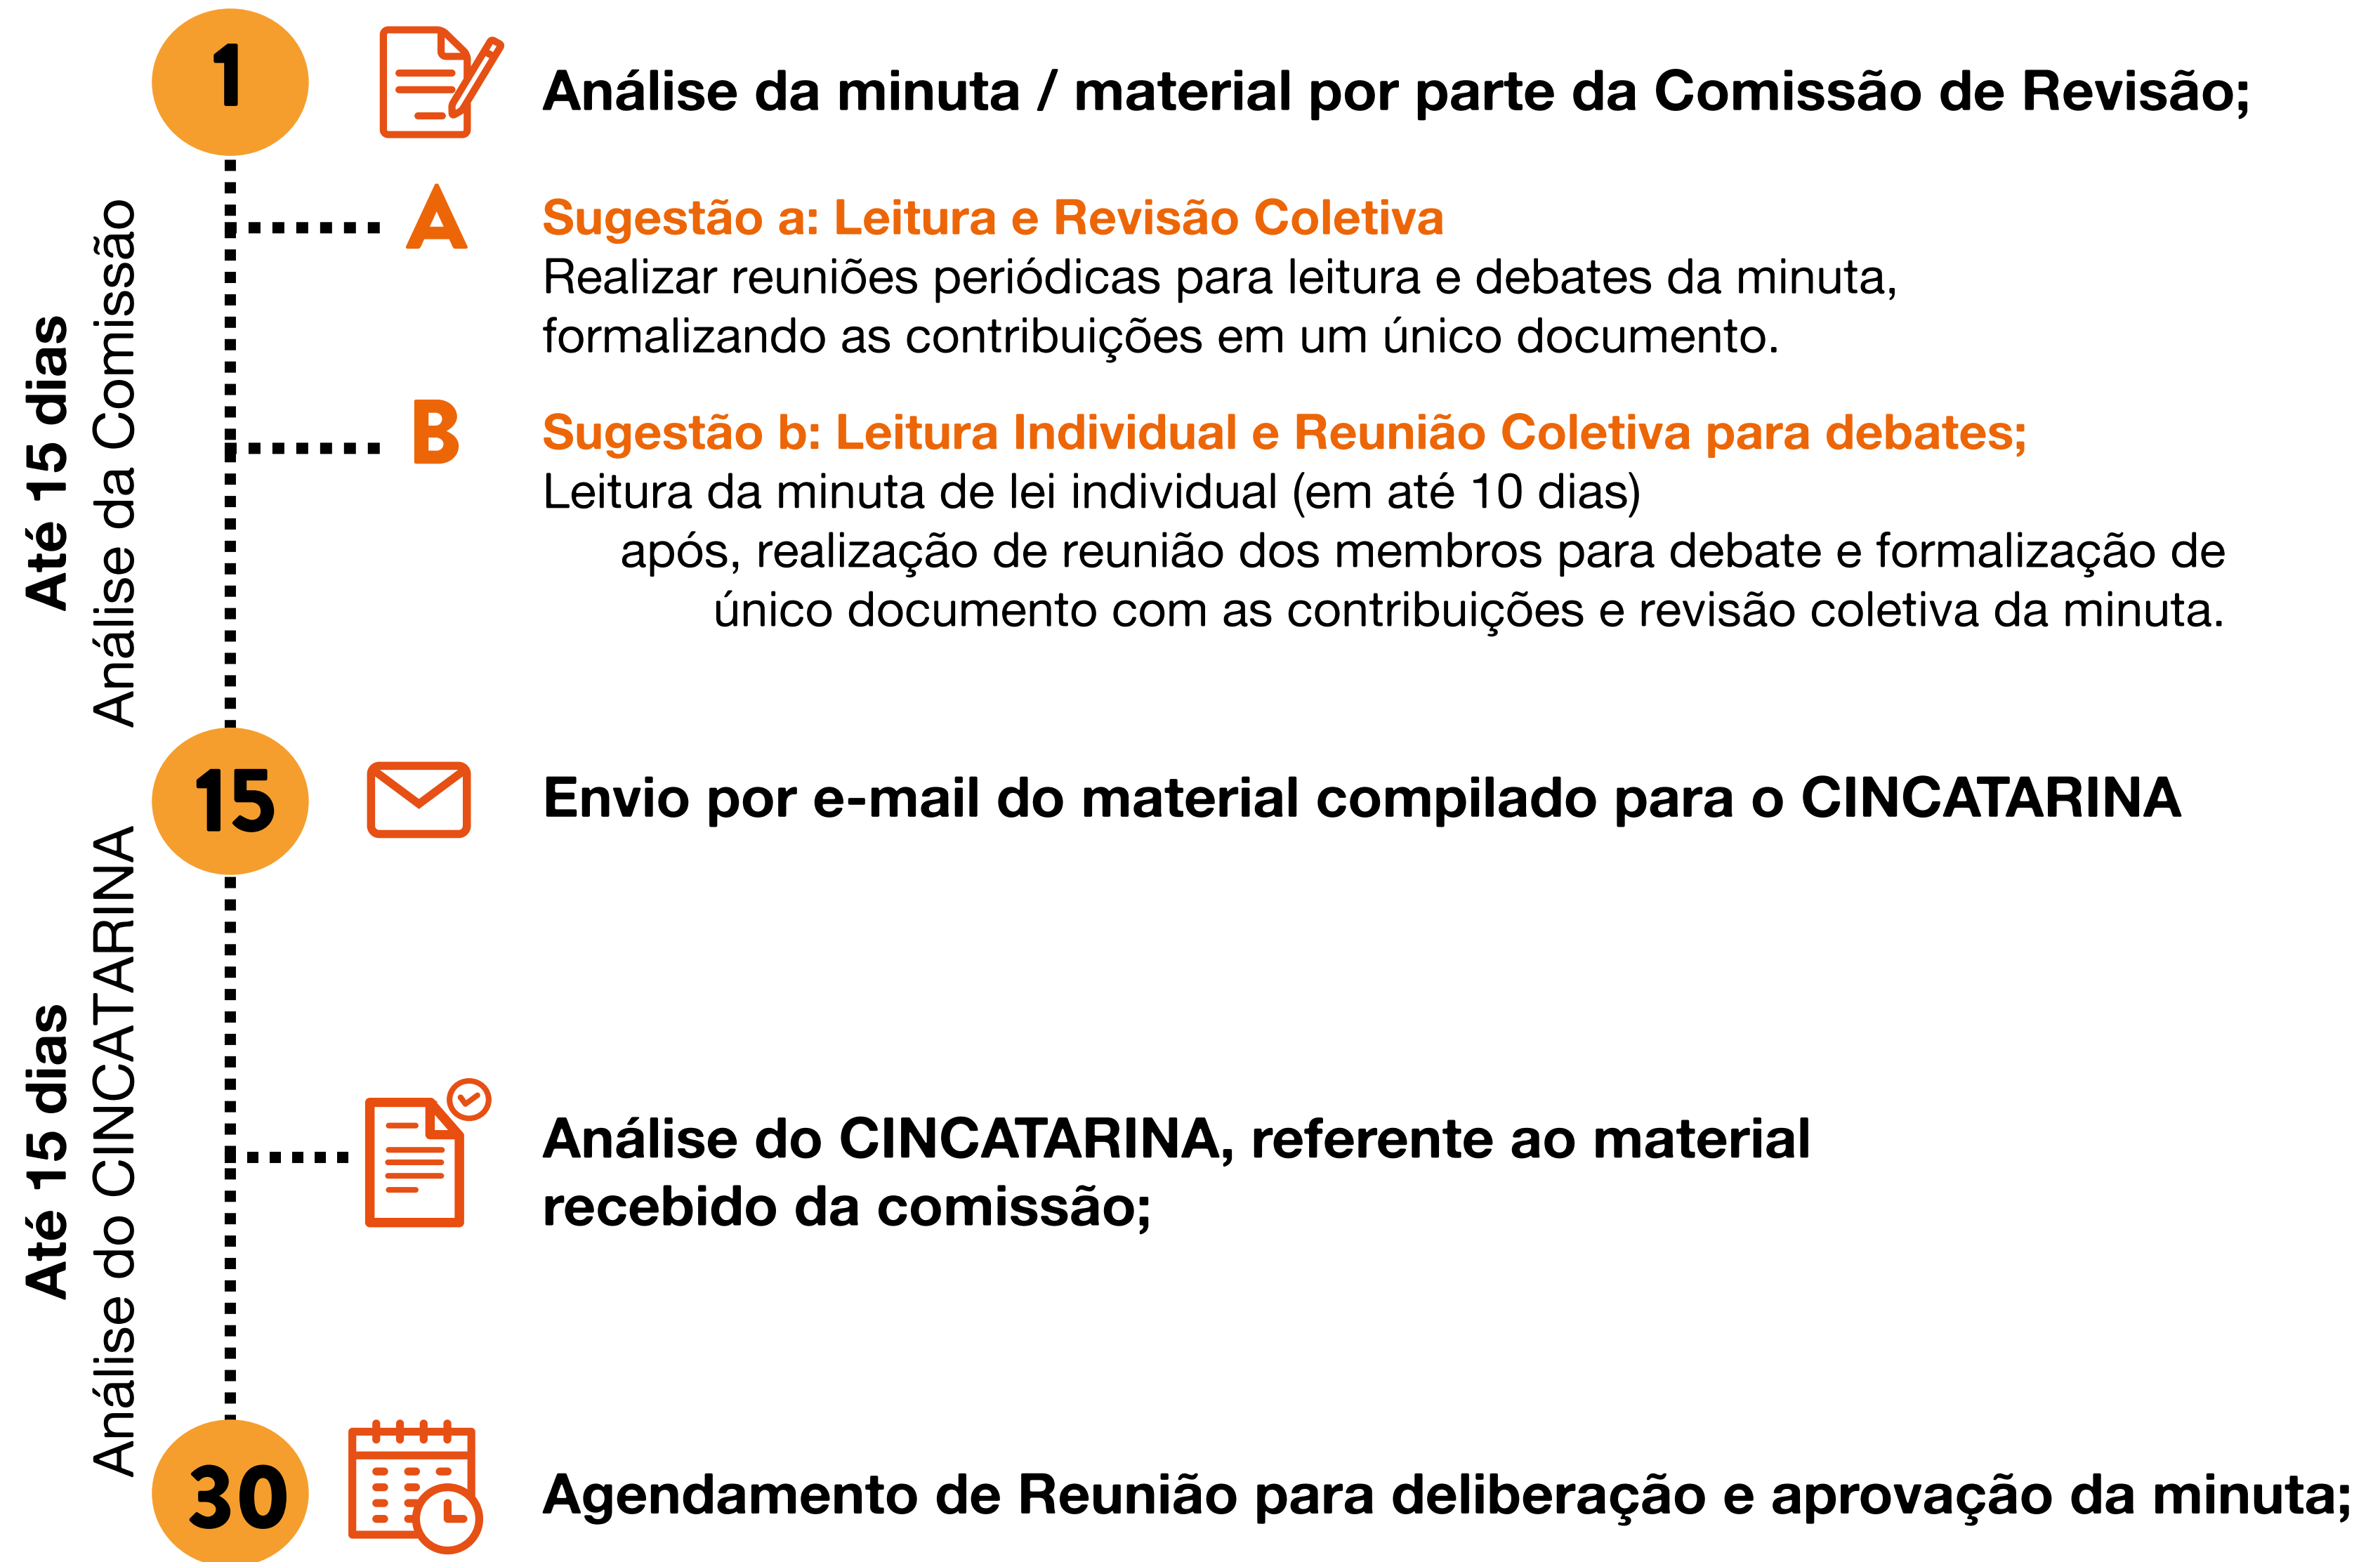 1
Análise da minuta / material por parte da Comissão de Revisão;
Até 15 dias
Análise da Comissão
A
Sugestão a: Leitura e Revisão Coletiva
Realizar reuniões periódicas para leitura e debates da minuta,
formalizando as contribuições em um único documento.
B
Sugestão b: Leitura Individual e Reunião Coletiva para debates;
Leitura da minuta de lei individual (em até 10 dias)
após, realização de reunião dos membros para debate e formalização de
único documento com as contribuições e revisão coletiva da minuta.
15
Envio por e-mail do material compilado para o CINCATARINA
Até 15 dias
Análise do CINCATARINA
Análise do CINCATARINA, referente ao material
recebido da comissão;
30
Agendamento de Reunião para deliberação e aprovação da minuta;